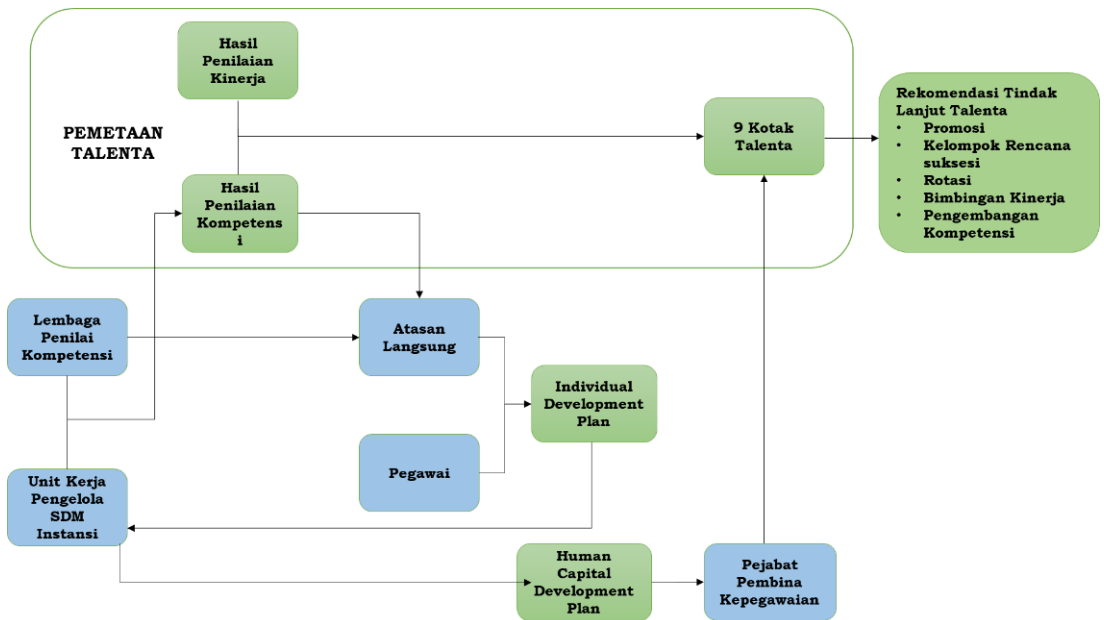 Hasil
Penilaian
Kinerja
PEMETAAN
TALENTA
9 Kotak
Talenta
Rekomendasi Tindak
Lanjut Talenta
• Promosi
• Kelompok Rencana
suksesi
• Rotasi
• Bimbingan Kinerja
• Pengembangan
Kompetensi
Hasil
Penilaian
Kompetens
i
Lembaga
Penilai
Kompetensi
Atasan
Langsung
Individual
Development
Plan
Pegawai
Unit Kerja
Pengelola
SDM
Instansi
Human
Capital
Development
Plan
Pejabat
Pembina
Kepegawaian